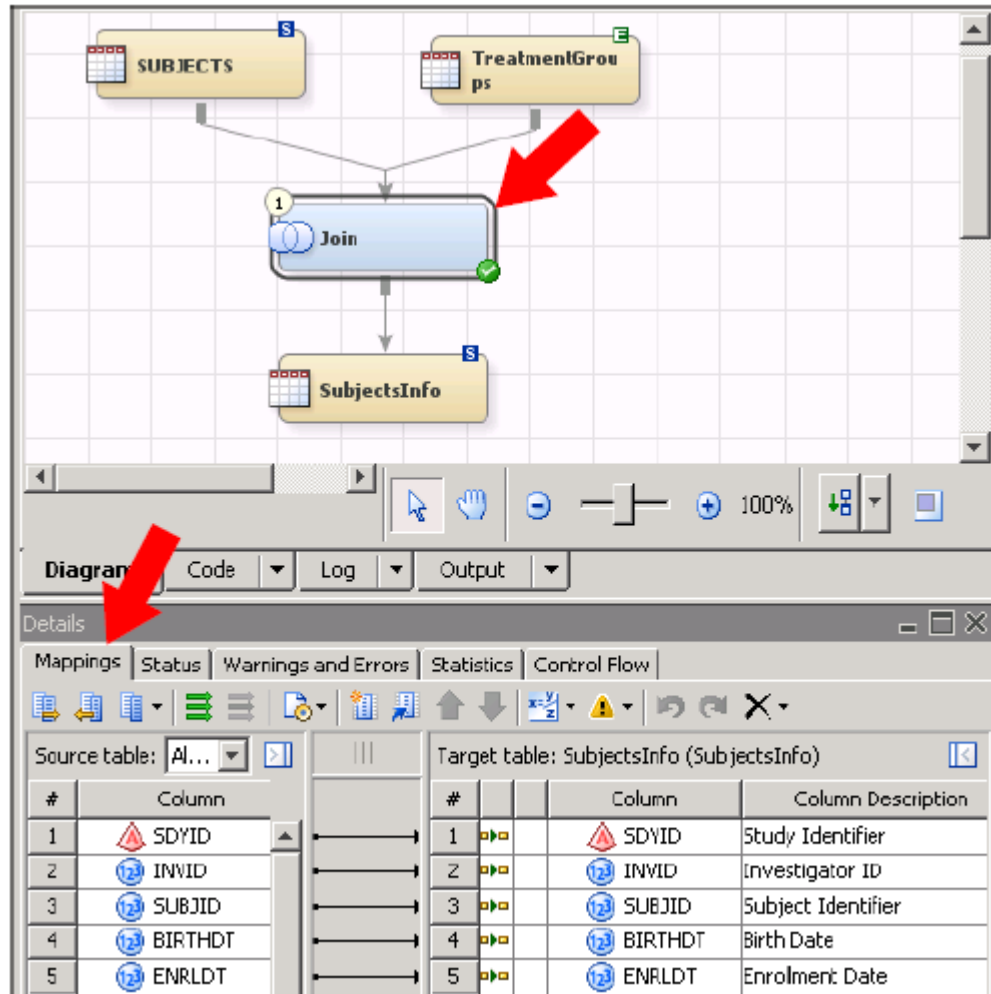 S
SUBJECTS
E
TreatmentGrou
ps
1
Join
S
SubjectsInfo
100%
Diagram Code Log Output
Details
Mappings Status Warnings and Errors Statistics Control Flow
Source table: Al... Target table: SubjectsInfo (SubjectsInfo)
# Column # Column Column Description
1 SDYID 1 SDYID Study Identifier
2 INVID 2 INVID Investigator ID
3 SUBJID 3 SUBJID Subject Identifier
4 BIRTHDT 4 BIRTHDT Birth Date
5 ENRLDT 5 ENRLDT Enrolment Date